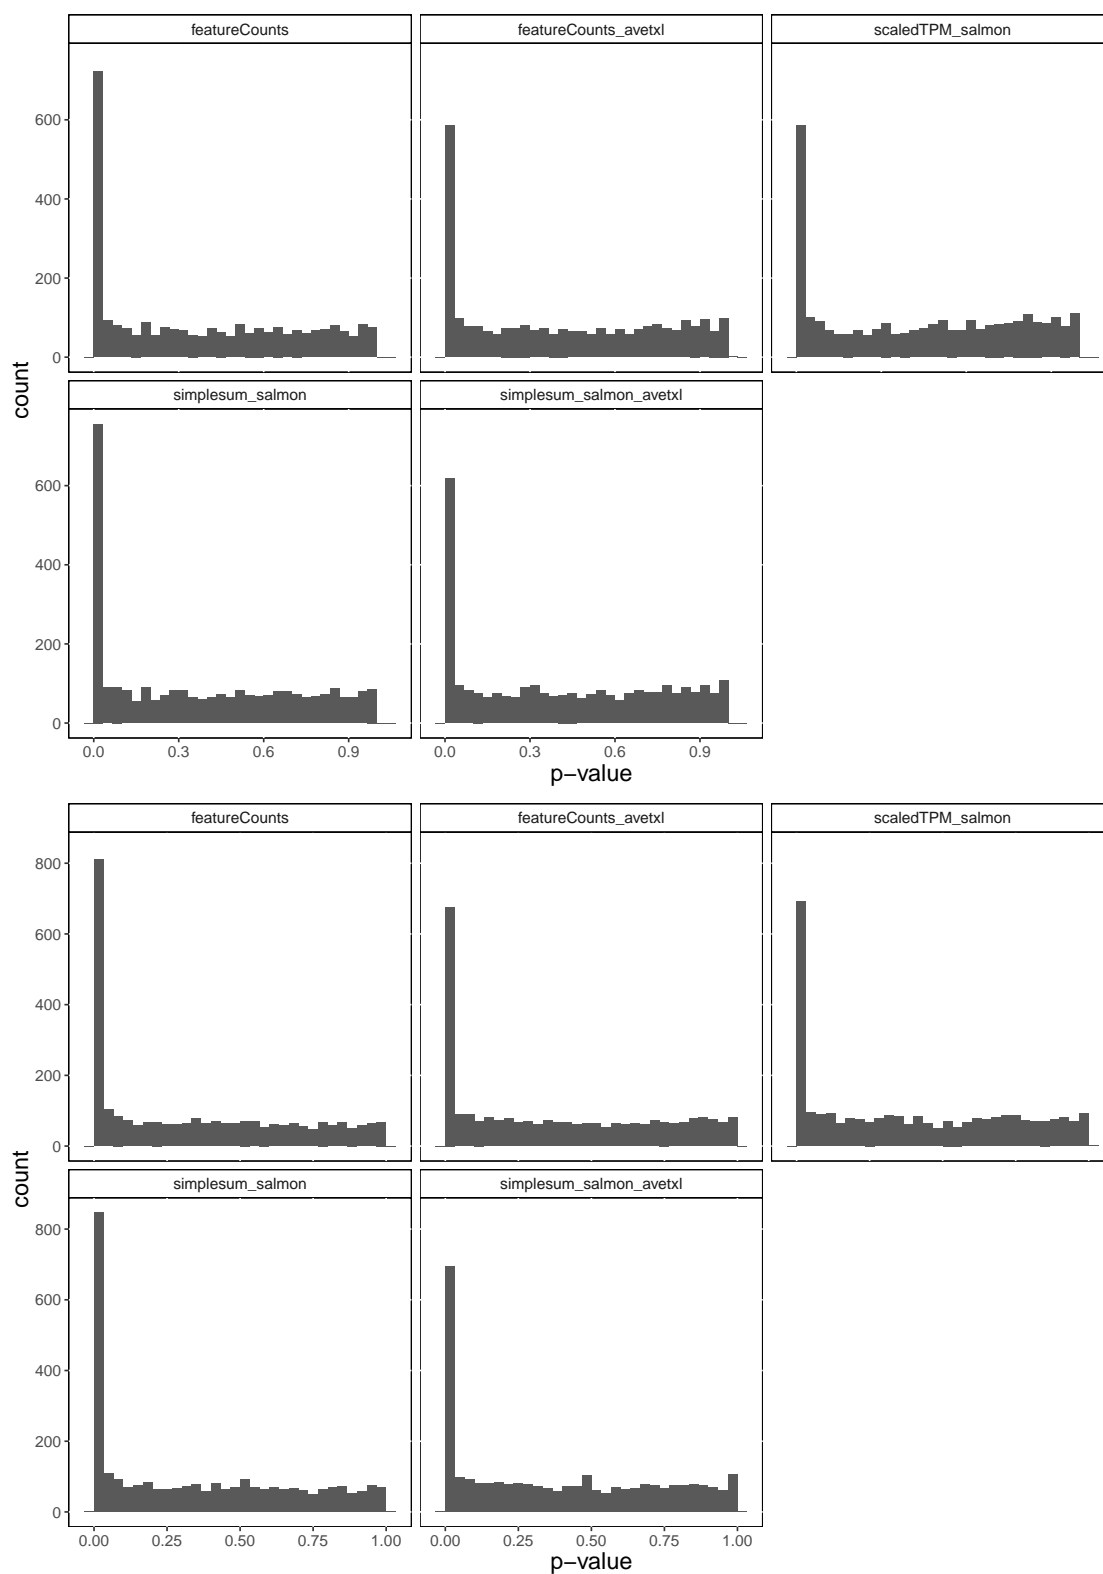 featureCounts featureCounts_avetxl scaledTPM_salmon
600
400
200
0
simplesum_salmon simplesum_salmon_avetxl
600
400
200
0
count
0.0 0.3 0.6 0.9 0.0 0.3 0.6 0.9
p−value
featureCounts featureCounts_avetxl scaledTPM_salmon
800
600
400
200
0
simplesum_salmon simplesum_salmon_avetxl
800
600
400
200
0
count
0.00 0.25 0.50 0.75 1.00 0.00 0.25 0.50 0.75 1.00
p−value